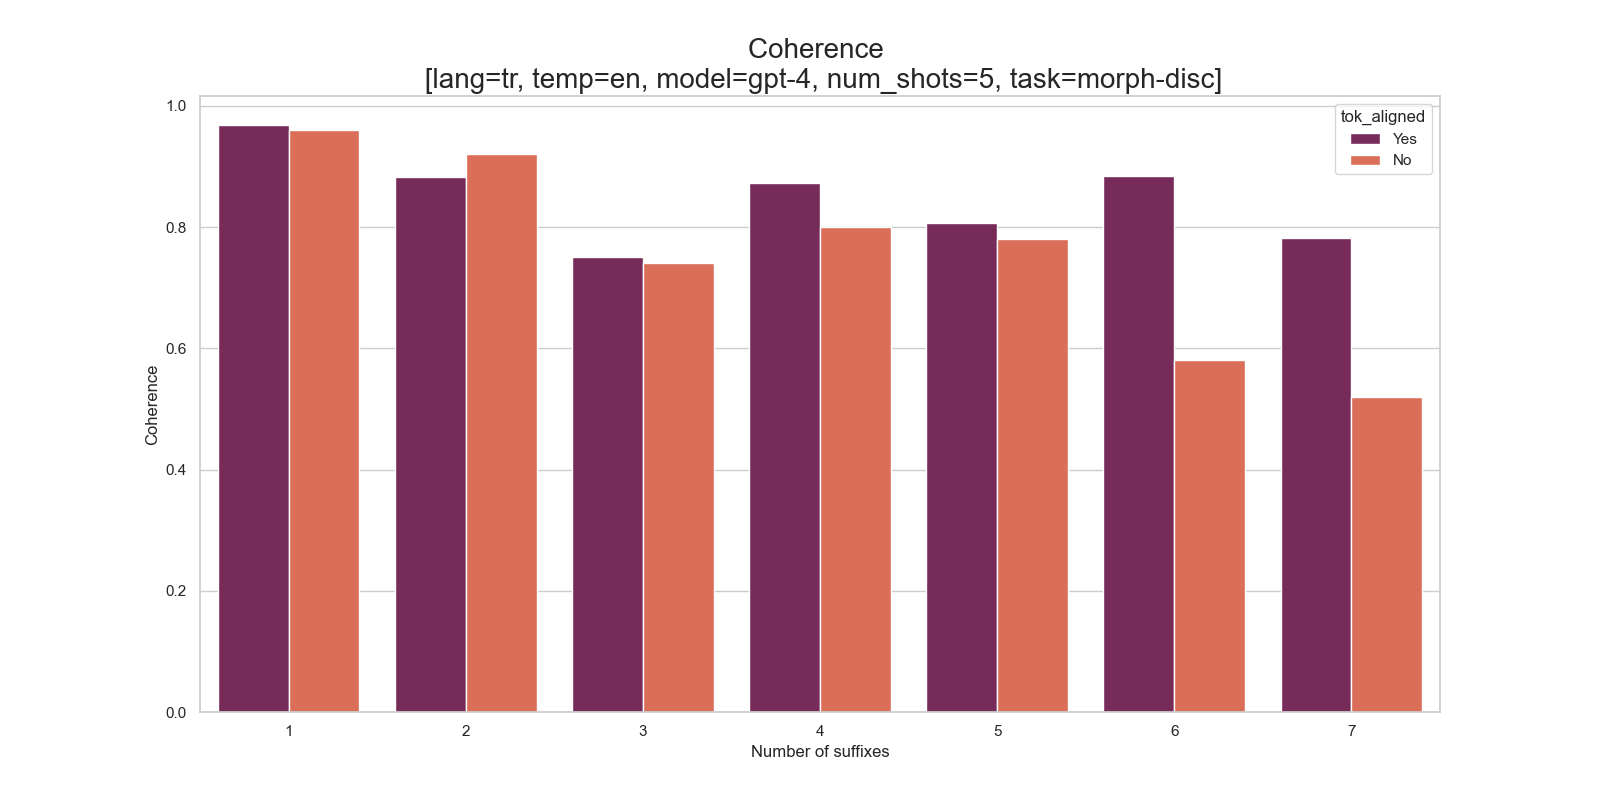 Coherence
[lang=tr, temp=en, model=gpt-4, num_shots=5, task=morph-disc]
tok_aligned
Yes
No
Coherence
1.0
0.8
0.6
0.4
0.2
0.0
1 2 3 4 5 6 7
Number of suffixes